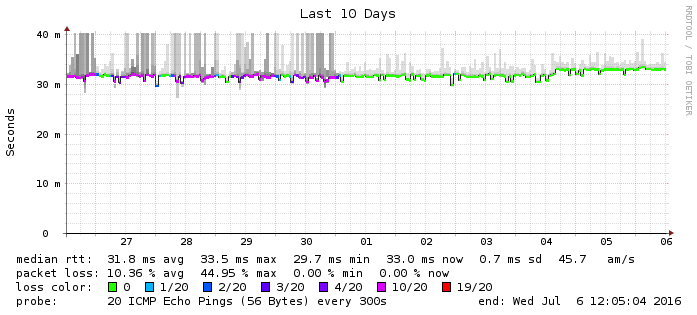 Last 10 Days
RRDTOOL / TOBI OETIKER
Seconds
40 m
30 m
20 m
10 m
0
27 28 29 30 01 02 03 04 05 06
median rtt: 31.8 ms avg 33.5 ms max 29.7 ms min 33.0 ms now 0.7 ms sd 45.7 am/s
packet loss: 10.36 % avg 44.95 % max 0.00 % min 0.00 % now
loss color: 0 1/20 2/20 3/20 4/20 10/20 19/20
probe: 20 ICMP Echo Pings (56 Bytes) every 300s end: Wed Jul 6 12:05:04 2016